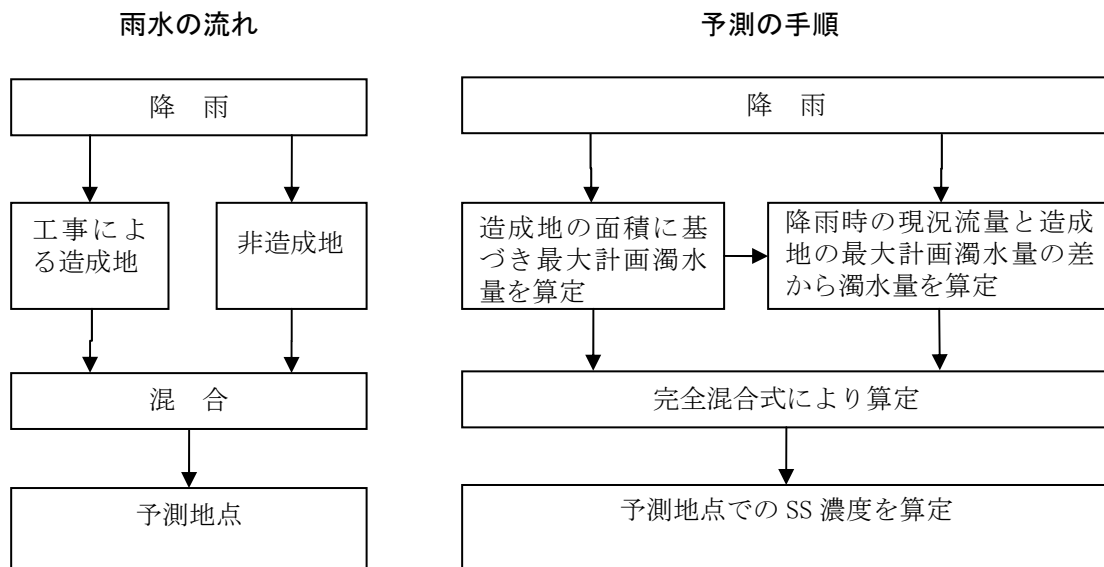 雨水の流れ
降　雨
工事によ
る造成地
非造成地
混　合
予測地点
予測の手順
降　雨
造成地の面積に基
づき最大計画濁水
量を算定
降雨時の現況流量と造成
地の最大計画濁水量の差
から濁水量を算定
完全混合式により算定
予測地点での SS 濃度を算定